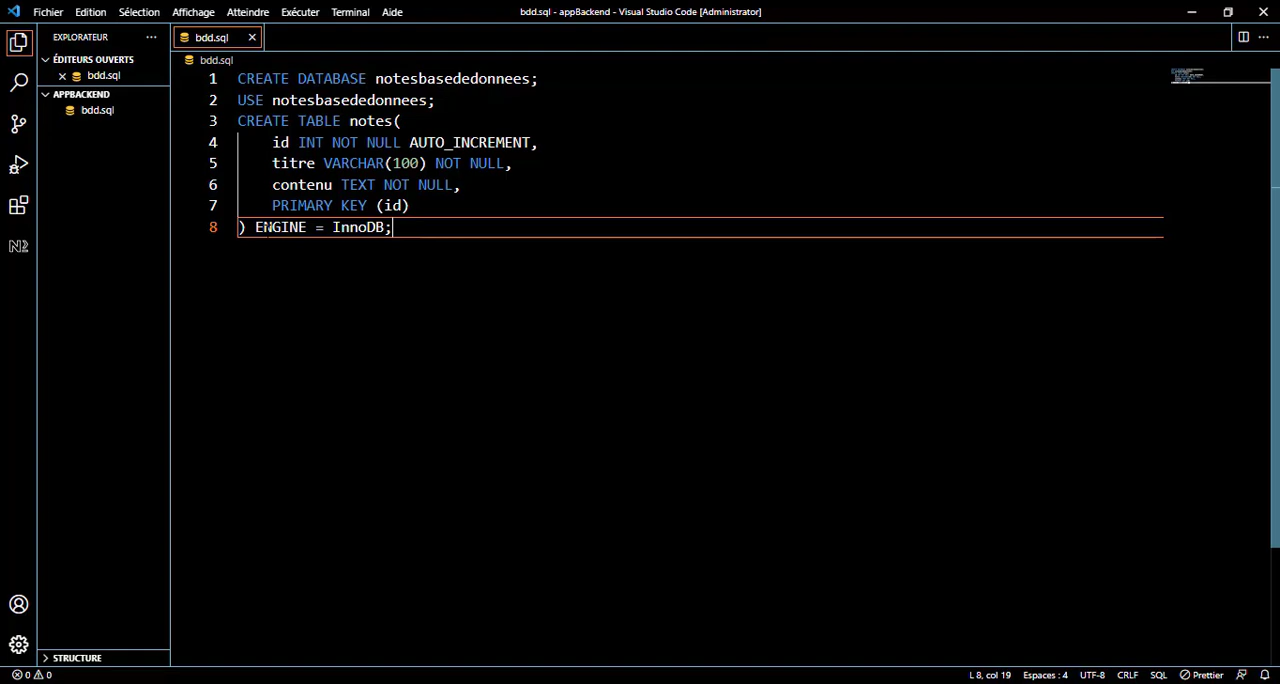 Fichier Edition Sélection Affichage Atteindre Exécuter Terminal Aide
bdd.sql - appBackend - Visual Studio Code [Administrator]
EXPLORATEUR
ÉDITEURS OUVERTS
bdd.sql
APPBACKEND
bdd.sql
bdd.sql
bdd.sql
1 CREATE DATABASE notesbasededonnees;
2 USE notesbasededonnees;
3 CREATE TABLE notes(
4 id INT NOT NULL AUTO_INCREMENT,
5 titre VARCHAR(100) NOT NULL,
6 contenu TEXT NOT NULL,
7 PRIMARY KEY (id)
8 ) ENGINE = InnoDB;
STRUCTURE
0 0
L 8, col 19 Espaces : 4 UTF-8 CRLF SQL Prettier